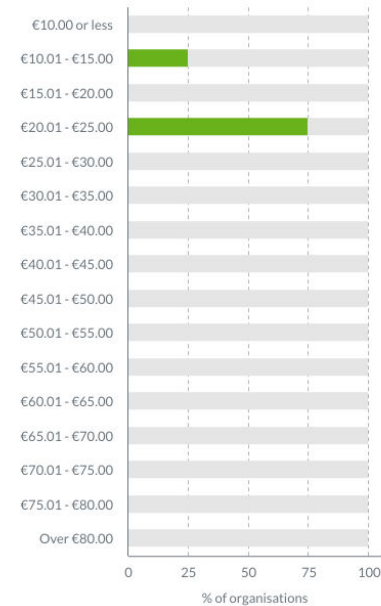 €10.00 or less
€10.01 - €15.00
€15.01 - €20.00
€20.01 - €25.00
€25.01 - €30.00
€30.01 - €35.00
€35.01 - €40.00
€40.01 - €45.00
€45.01 - €50.00
€50.01 - €55.00
€55.01 - €60.00
€60.01 - €65.00
€65.01 - €70.00
€70.01 - €75.00
€75.01 - €80.00
Over €80.00
0 25 50 75 100
% of organisations